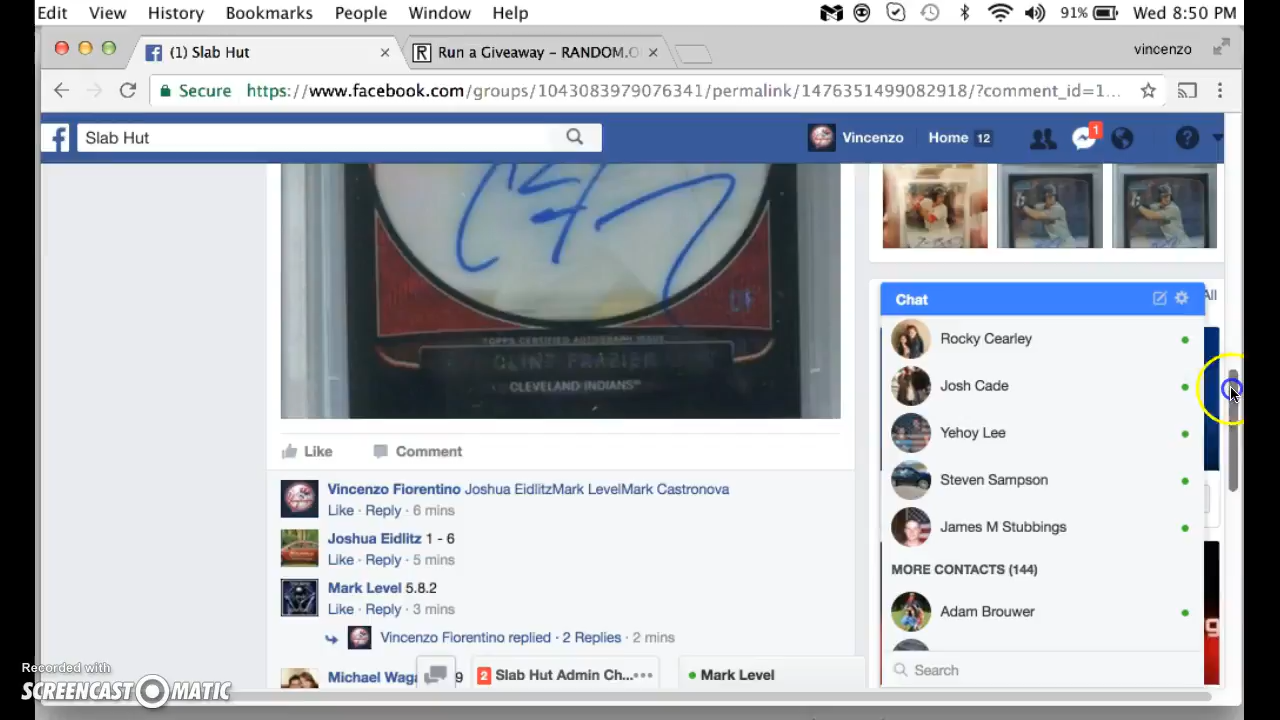 Edit View History Bookmarks People Window Help 91% Wed 8:50 PM
(1) Slab Hut Run a Giveaway – RANDOM.O vincenzo
Secure https://www.facebook.com/groups/1043083979076341/permalink/1476351499082918/?comment_id=1...
Slab Hut Vincenzo Home 12 1
TOPPS CERTIFIED AUTOGRAPH ISSUE
CLINT FRAZIER
CLEVELAND INDIANS
Like Comment
Vincenzo Fiorentino Joshua EidlitzMark LevelMark Castronova
Like · Reply · 6 mins
Joshua Eidlitz 1 - 6
Like · Reply · 5 mins
Mark Level 5.8.2
Like · Reply · 3 mins
Vincenzo Fiorentino replied · 2 Replies · 2 mins
Michael Waga 9
2 Slab Hut Admin Ch...
Mark Level
All
Chat
Rocky Cearley
Josh Cade
Yehoy Lee
Steven Sampson
James M Stubbings
MORE CONTACTS (144)
Adam Brouwer
Search
Recorded with
SCREENCAST MATIC